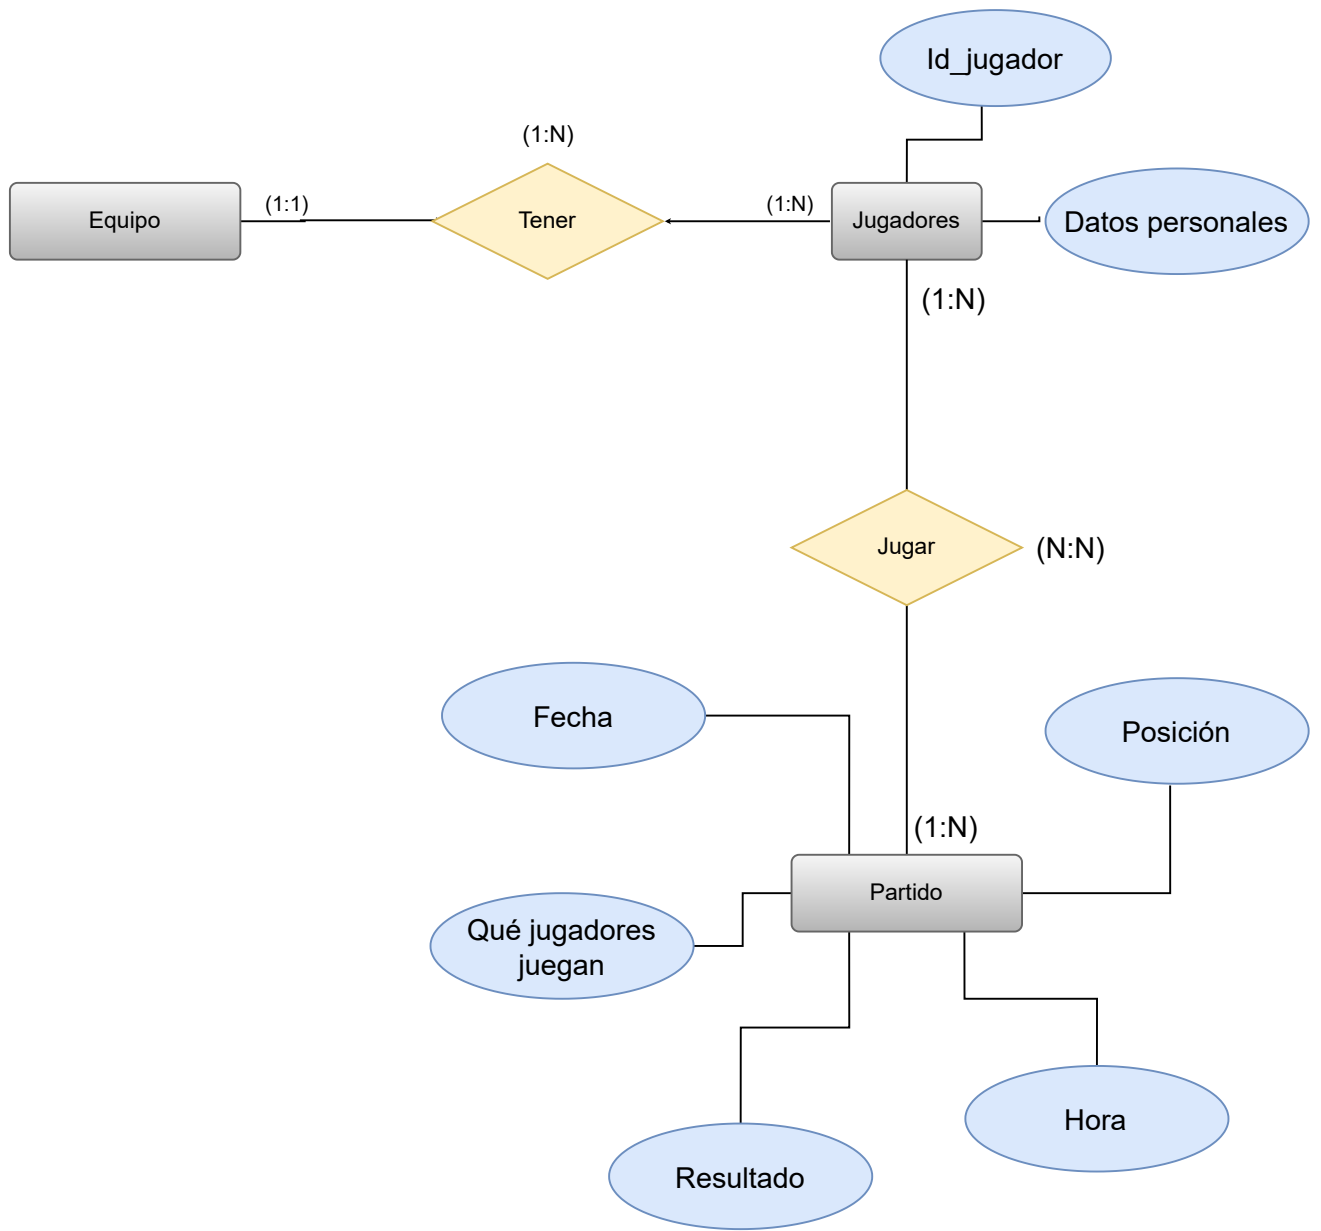 Id_jugador
(1:N)
Equipo
(1:1)
Tener
(1:N)
Jugadores
Datos personales
(1:N)
Jugar
(N:N)
Fecha
Posición
(1:N)
Partido
Qué jugadores
juegan
Hora
Resultado